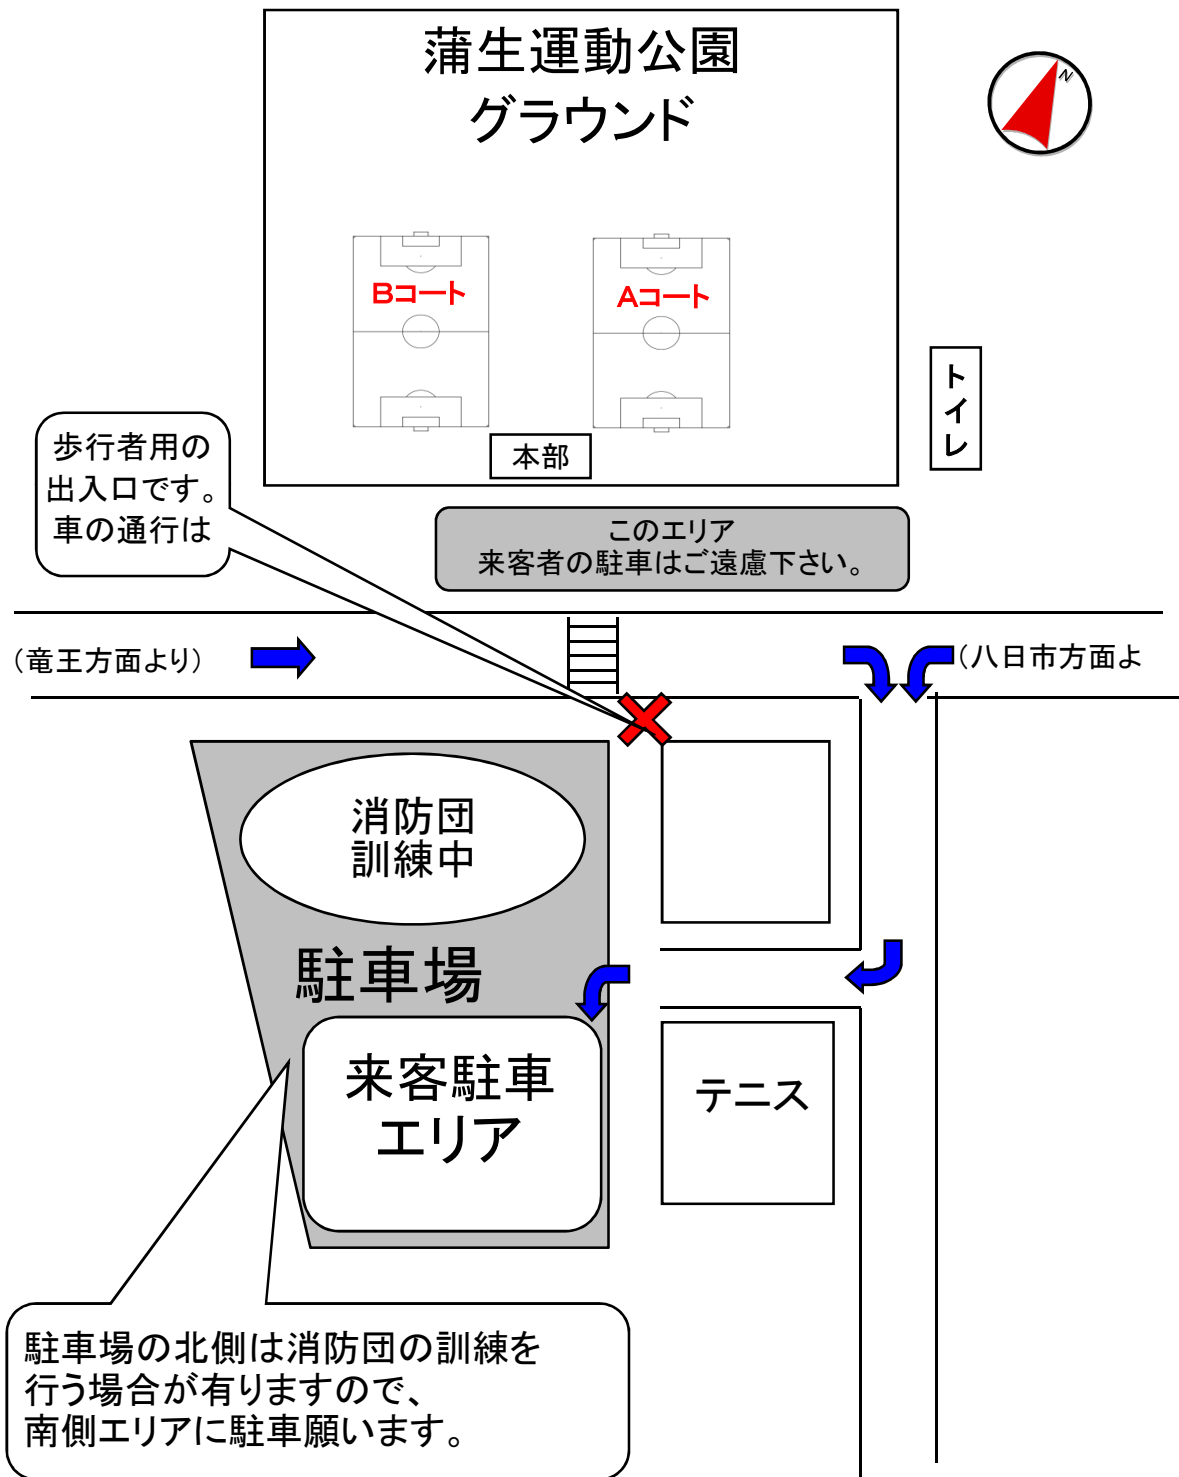 蒲生運動公園
グラウンド
N
Bコート
Aコート
トイレ
本部
歩行者用の
出入口です。
車の通行は
このエリア
来客者の駐車はご遠慮下さい。
(竜王方面より)
(八日市方面よ
消防団
訓練中
駐車場
来客駐車
エリア
テニス
駐車場の北側は消防団の訓練を
行う場合が有りますので、
南側エリアに駐車願います。